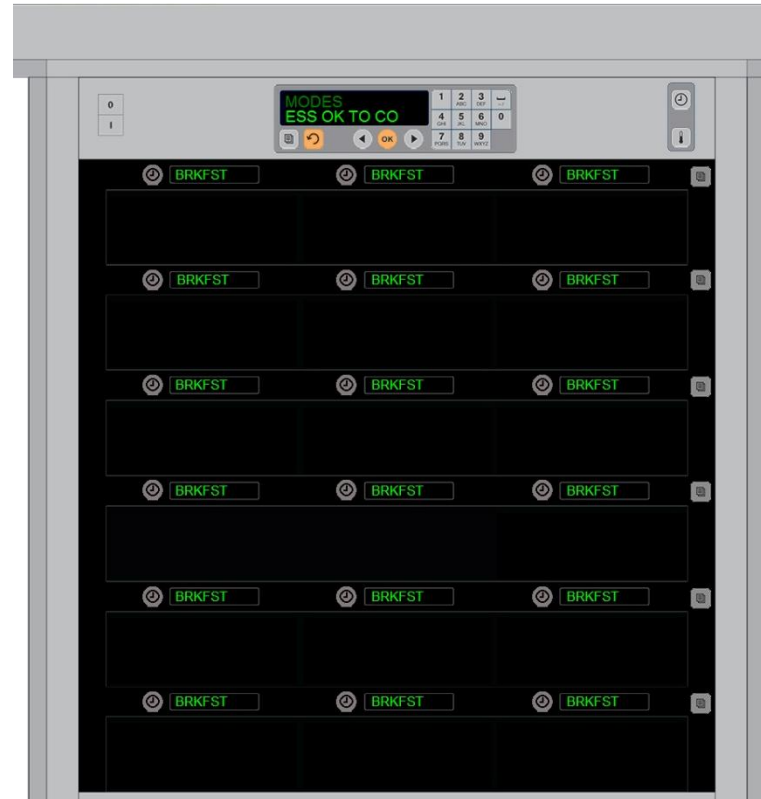 0
I
MODES
ESS OK TO CO
1 2 ABC 3 DEF
4 GHI 5 JKL 6 MNO 0
7 PQRS 8 TUV 9 WXYZ
OK
BRKFST BRKFST BRKFST
BRKFST BRKFST BRKFST
BRKFST BRKFST BRKFST
BRKFST BRKFST BRKFST
BRKFST BRKFST BRKFST
BRKFST BRKFST BRKFST